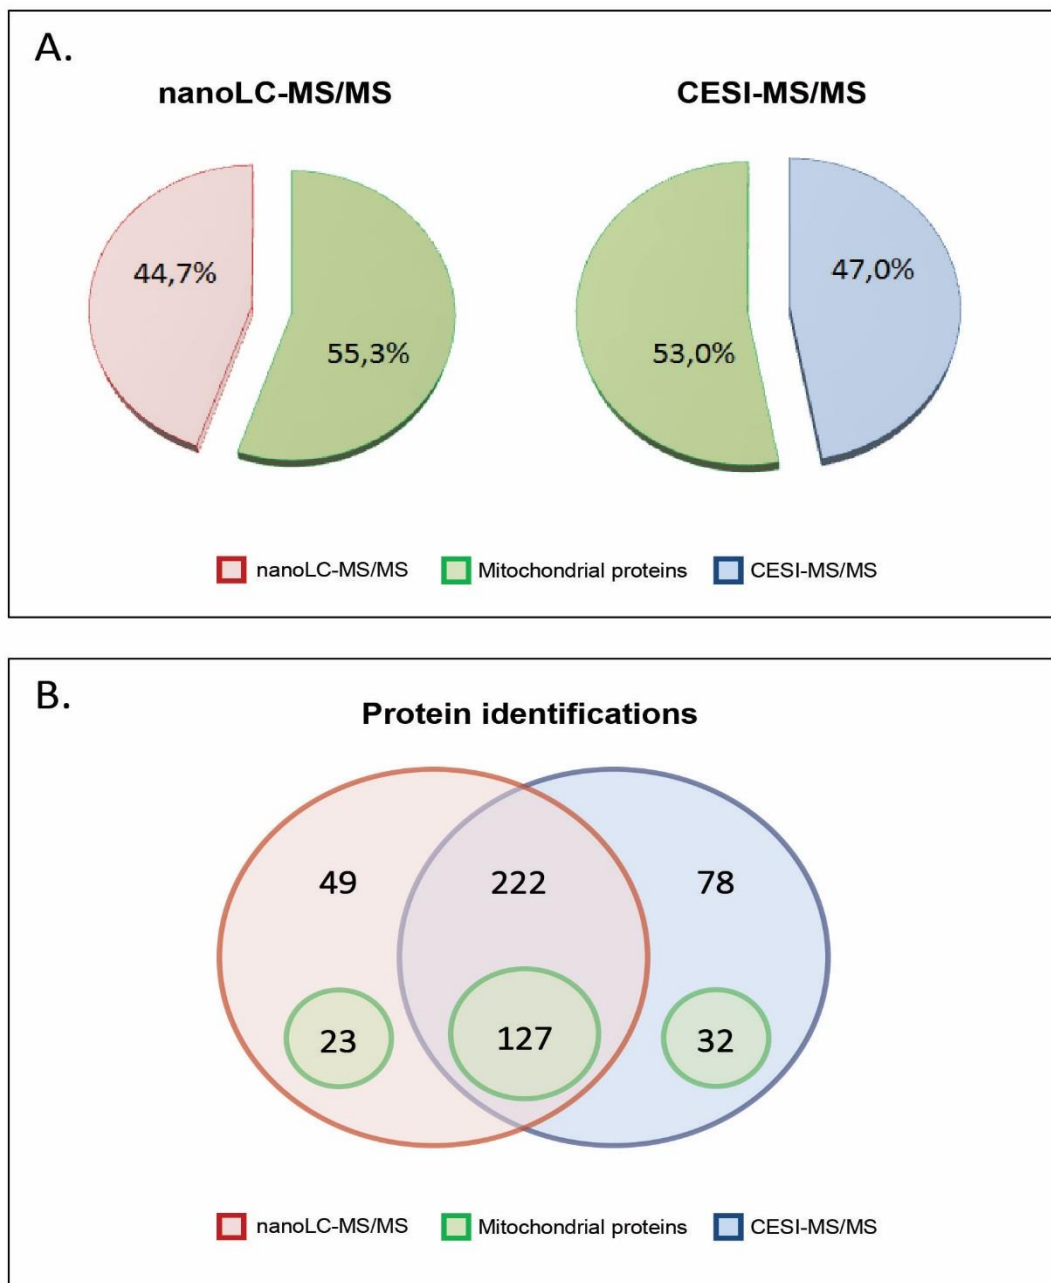 A.
nanoLC-MS/MS
CESI-MS/MS
44,7%
55,3%
53,0%
47,0%
nanoLC-MS/MS
Mitochondrial proteins
CESI-MS/MS
B.
Protein identifications
49
222
78
23
127
32
nanoLC-MS/MS
Mitochondrial proteins
CESI-MS/MS